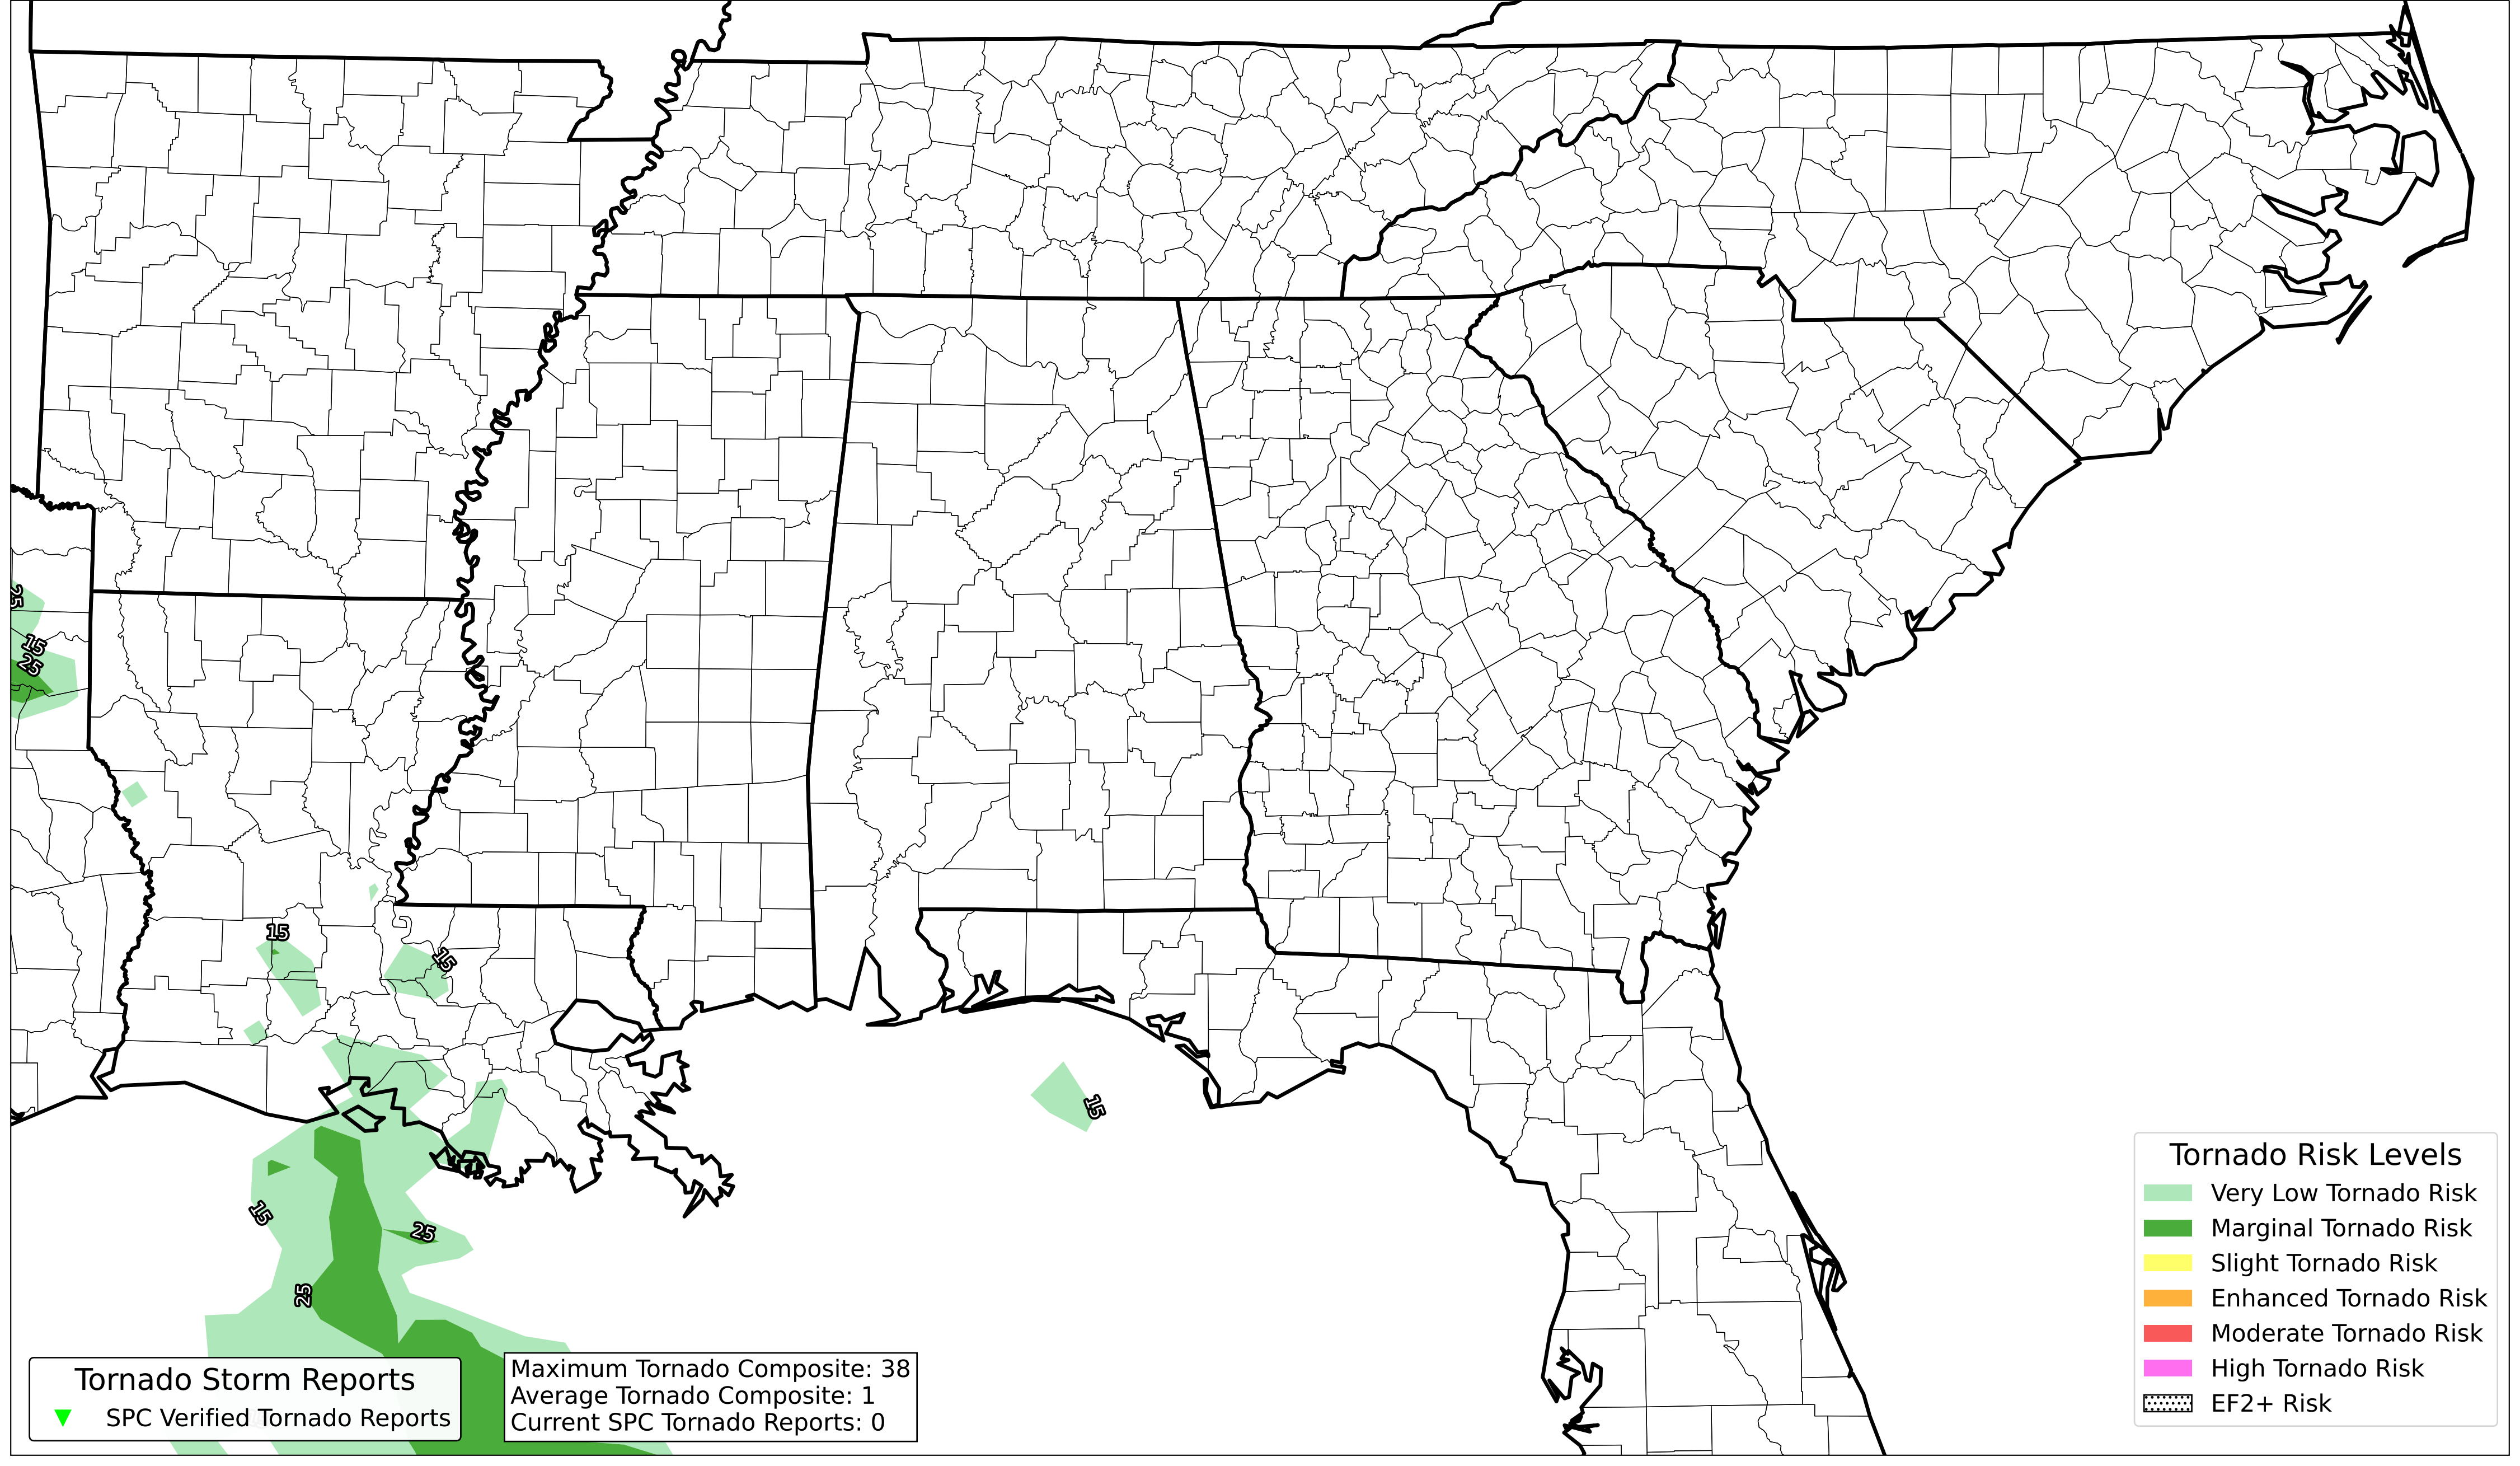 25
15
25
15
15
15
15
25
25
Tornado Risk Levels
Very Low Tornado Risk
Marginal Tornado Risk
Slight Tornado Risk
Enhanced Tornado Risk
Moderate Tornado Risk
High Tornado Risk
EF2+ Risk
Tornado Storm Reports
SPC Verified Tornado Reports
Maximum Tornado Composite: 38
Average Tornado Composite: 1
Current SPC Tornado Reports: 0